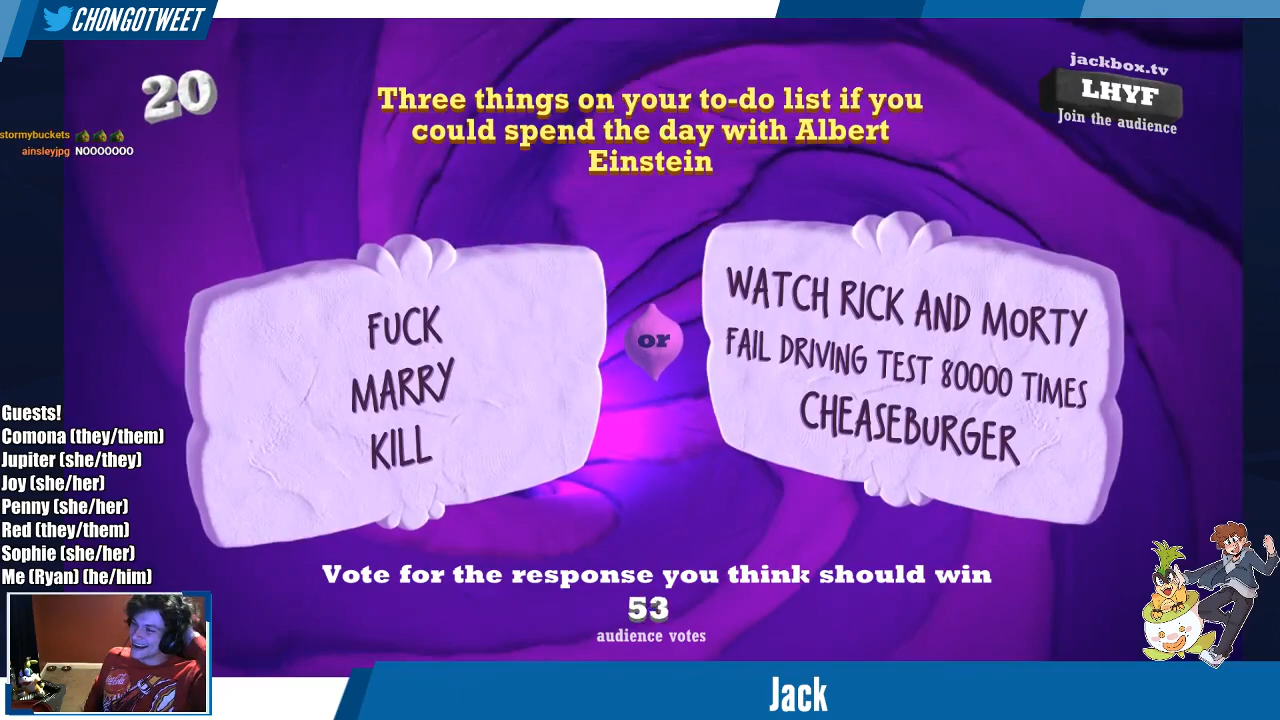 CHONGOTWEET
20
stormybuckets
ainsleyjpg NOOOOOOO
Three things on your to-do list if you
could spend the day with Albert
Einstein
jackbox.tv
LHYF
Join the audience
FUCK
MARRY
KILL
or
WATCH RICK AND MORTY
FAIL DRIVING TEST 80000 TIMES
CHEASEBURGER
Guests!
Comona (they/them)
Jupiter (she/they)
Joy (she/her)
Penny (she/her)
Red (they/them)
Sophie (she/her)
Me (Ryan) (he/him)
Vote for the response you think should win
53
audience votes
Jack